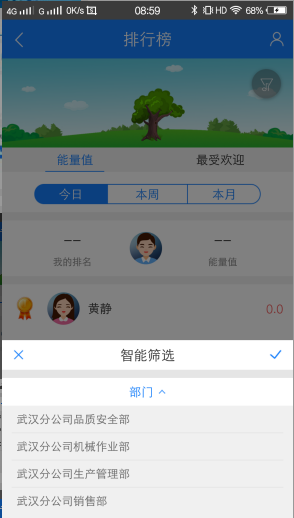 4G G 0K/s 08:59 HD 68%
排行榜
能量值 最受欢迎
今日 本周 本月
-- --
我的排名 能量值
黄静 0.0
智能筛选
部门
武汉分公司品质安全部
武汉分公司机械作业部
武汉分公司生产管理部
武汉分公司销售部